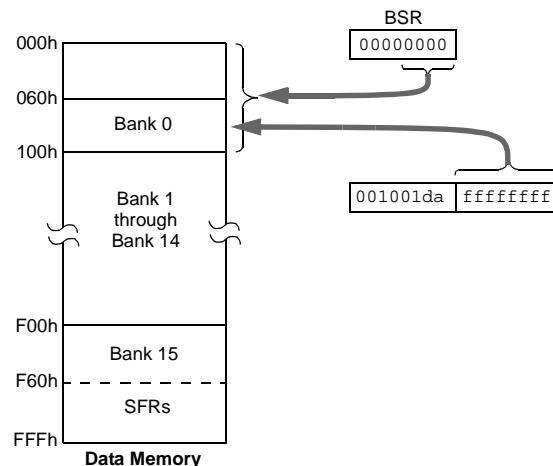 BSR
000h
00000000
060h
Bank 0
100h
001001da ffffffff
Bank 1
through
Bank 14
F00h
Bank 15
F60h
SFRs
FFFh
Data Memory